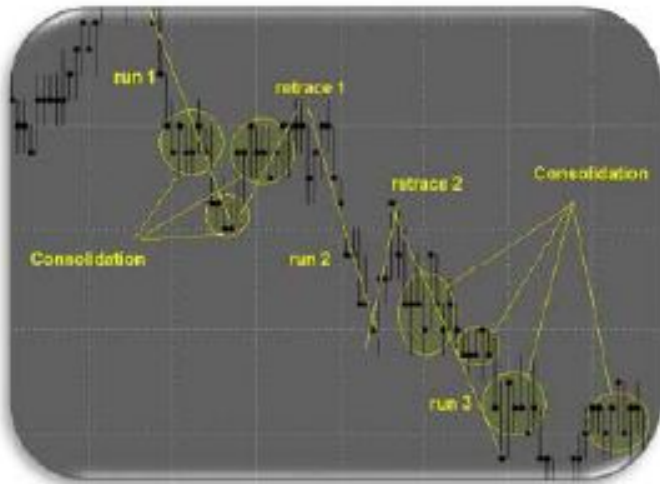 run 1
retrace 1
Consolidation
retrace 2
Consolidation
run 2
run 3